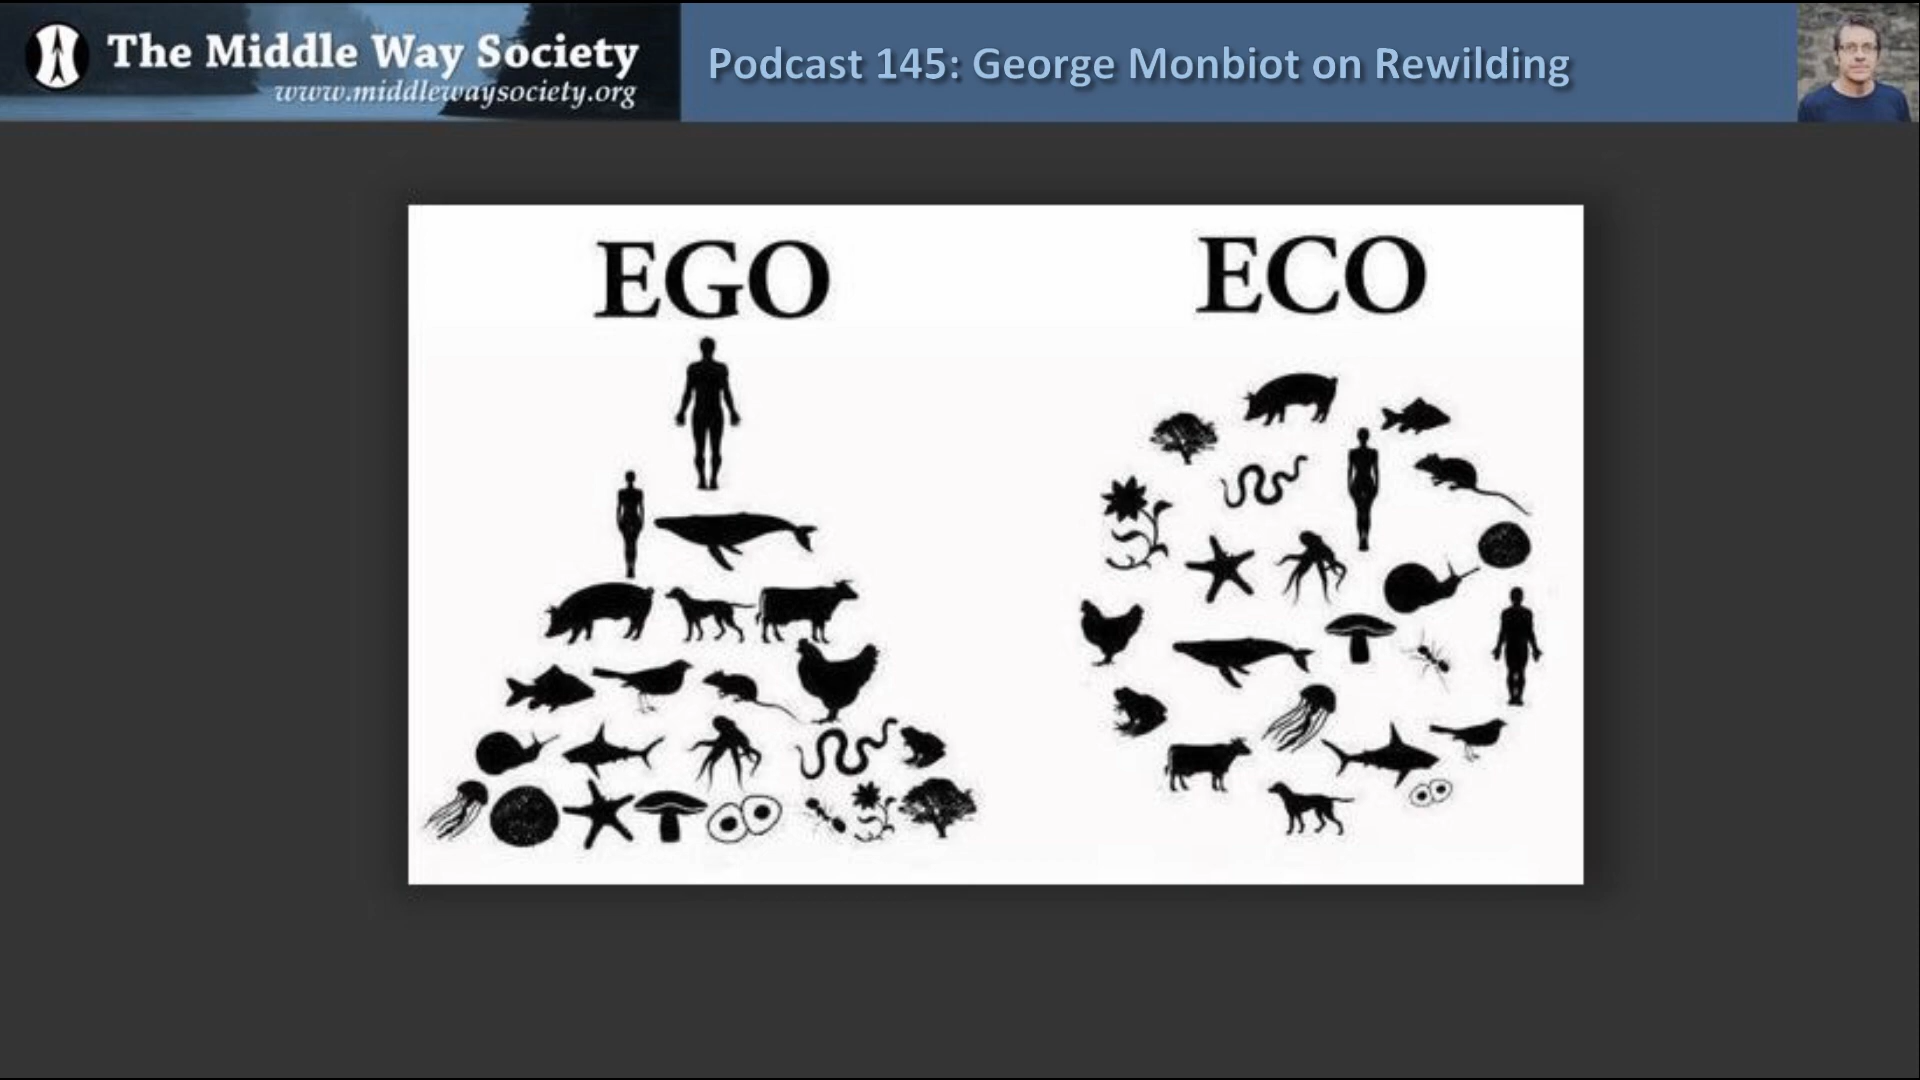 The Middle Way Society
www.middlewaysociety.org
Podcast 145: George Monbiot on Rewilding
EGO
ECO